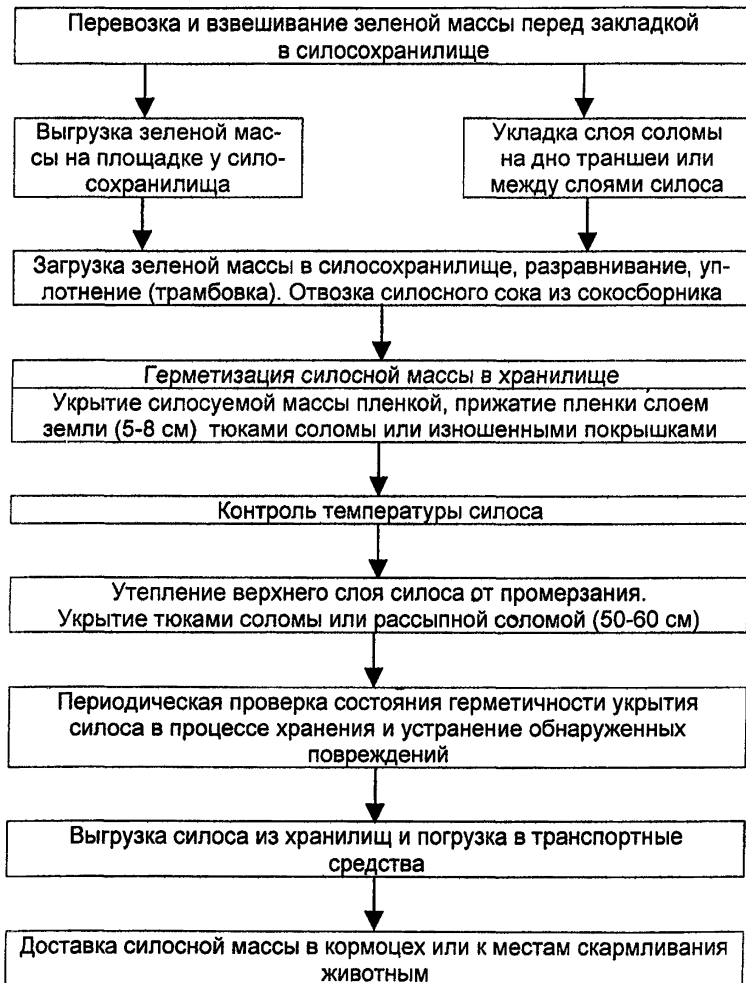 Перевозка и взвешивание зеленой массы перед закладкой
в силосохранилище
Выгрузка зеленой мас-
сы на площадке у сило-
сохранилища
Укладка слоя соломы
на дно траншеи или
между слоями силоса
Загрузка зеленой массы в силосохранилище, разравнивание, уп-
лотнение (трамбовка). Отвозка силосного сока из сокосборника
Герметизация силосной массы в хранилище
Укрытие силосуемой массы пленкой, прижатие пленки слоем
земли (5-8 см) тюками соломы или изношенными покрышками
Контроль температуры силоса
Утепление верхнего слоя силоса от промерзания.
Укрытие тюками соломы или рассыпной соломой (50-60 см)
Периодическая проверка состояния герметичности укрытия
силоса в процессе хранения и устранение обнаруженных
повреждений
Выгрузка силоса из хранилищ и погрузка в транспортные
средства
Доставка силосной массы в кормоцех или к местам скармливания
животным